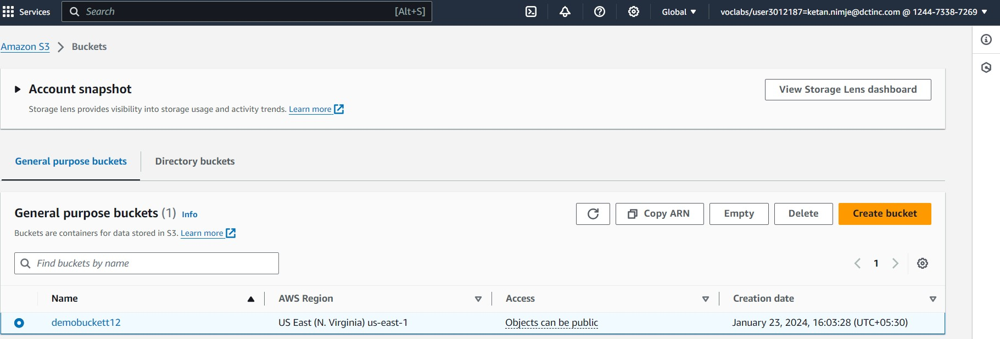 Services
Search [Alt+S]
Global
voclabs/user3012187=ketan.nimje@dctinc.com @ 1244-7338-7269
Amazon S3
Buckets
Account snapshot
View Storage Lens dashboard
Storage lens provides visibility into storage usage and activity trends. Learn more
General purpose buckets
Directory buckets
General purpose buckets (1) Info
Copy ARN
Empty
Delete
Create bucket
Buckets are containers for data stored in S3. Learn more
Find buckets by name
1
Name
AWS Region
Access
Creation date
demobuckett12
US East (N. Virginia) us-east-1
Objects can be public
January 23, 2024, 16:03:28 (UTC+05:30)